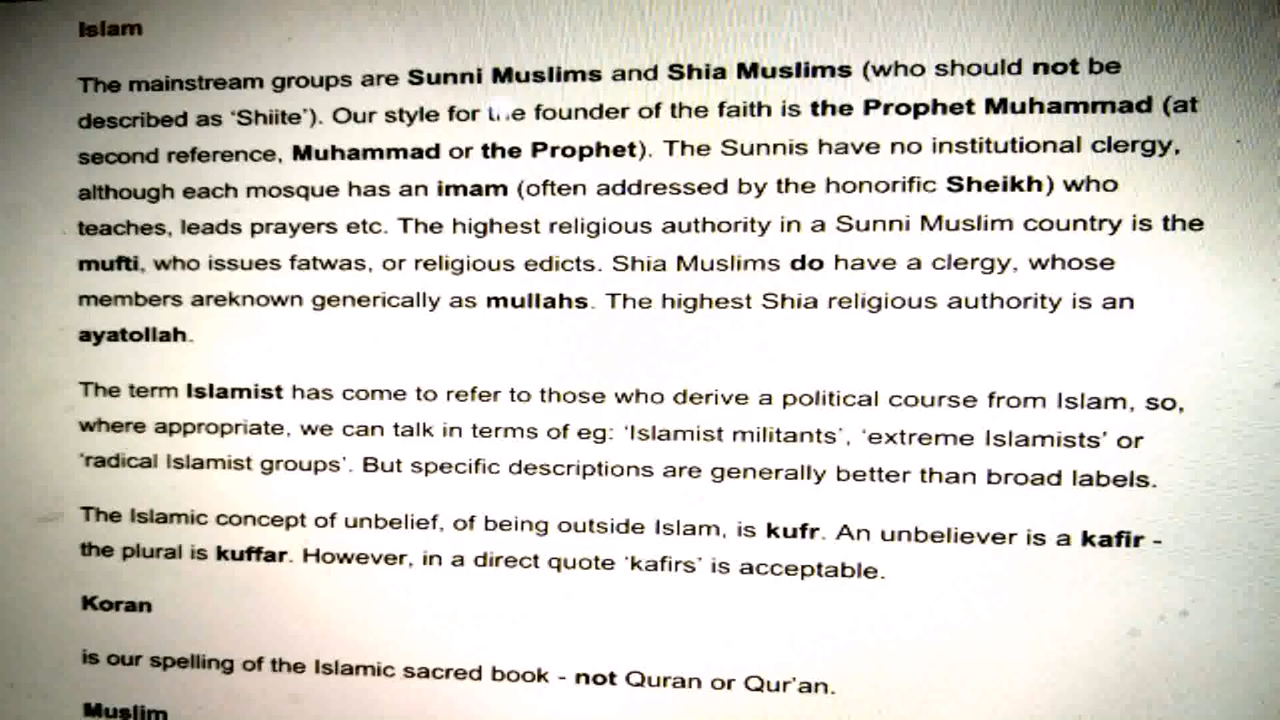 Islam
The mainstream groups are Sunni Muslims and Shia Muslims (who should not be
described as 'Shiite'). Our style for the founder of the faith is the Prophet Muhammad (at
second reference, Muhammad or the Prophet). The Sunnis have no institutional clergy,
although each mosque has an imam (often addressed by the honorific Sheikh) who
teaches, leads prayers etc. The highest religious authority in a Sunni Muslim country is the
mufti, who issues fatwas, or religious edicts. Shia Muslims do have a clergy, whose
members areknown generically as mullahs. The highest Shia religious authority is an
ayatollah.
The term Islamist has come to refer to those who derive a political course from Islam, so,
where appropriate, we can talk in terms of eg: 'Islamist militants', 'extreme Islamists' or
'radical Islamist groups'. But specific descriptions are generally better than broad labels.
The Islamic concept of unbelief, of being outside Islam, is kufr. An unbeliever is a kafir -
the plural is kuffar. However, in a direct quote 'kafirs' is acceptable.
Koran
is our spelling of the Islamic sacred book - not Quran or Qur'an.
Muslim